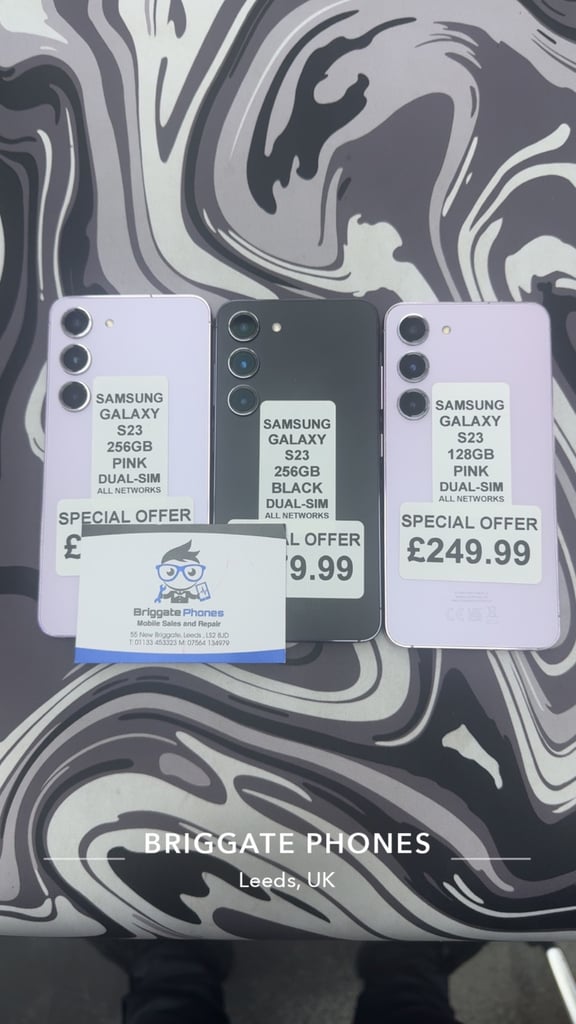 SAMSUNG
GALAXY
S23
256GB
PINK
DUAL-SIM
ALL NETWORKS
SPECIAL OFFER
£
SAMSUNG
GALAXY
S23
256GB
BLACK
DUAL-SIM
ALL NETWORKS
AL OFFER
79.99
SAMSUNG
GALAXY
S23
128GB
PINK
DUAL-SIM
ALL NETWORKS
SPECIAL OFFER
£249.99
Briggate Phones
Mobile Sales and Repair
55 New Briggate, Leeds, LS2 8JD
T: 01133 453323 M: 07564 134979
BRIGGATE PHONES
Leeds, UK